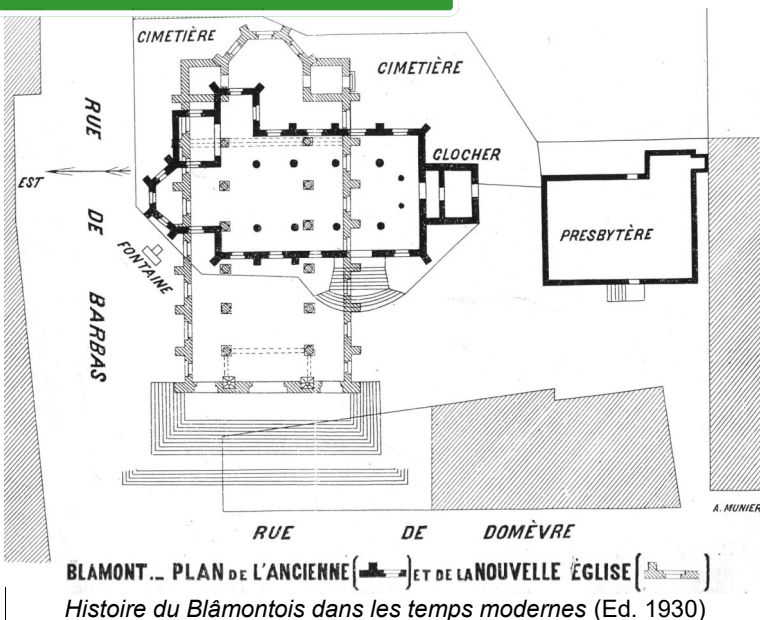 CIMETIÈRE
CIMETIÈRE
RUE
DE
BARBAS
EST
CLOCHER
FONTAINE
PRESBYTÈRE
A. MUNIER
RUE DE DOMÈVRE
BLAMONT... PLAN DE L'ANCIENNE ( ) ET DE LA NOUVELLE ÉGLISE ( )
Histoire du Blâmontois dans les temps modernes (Ed. 1930)